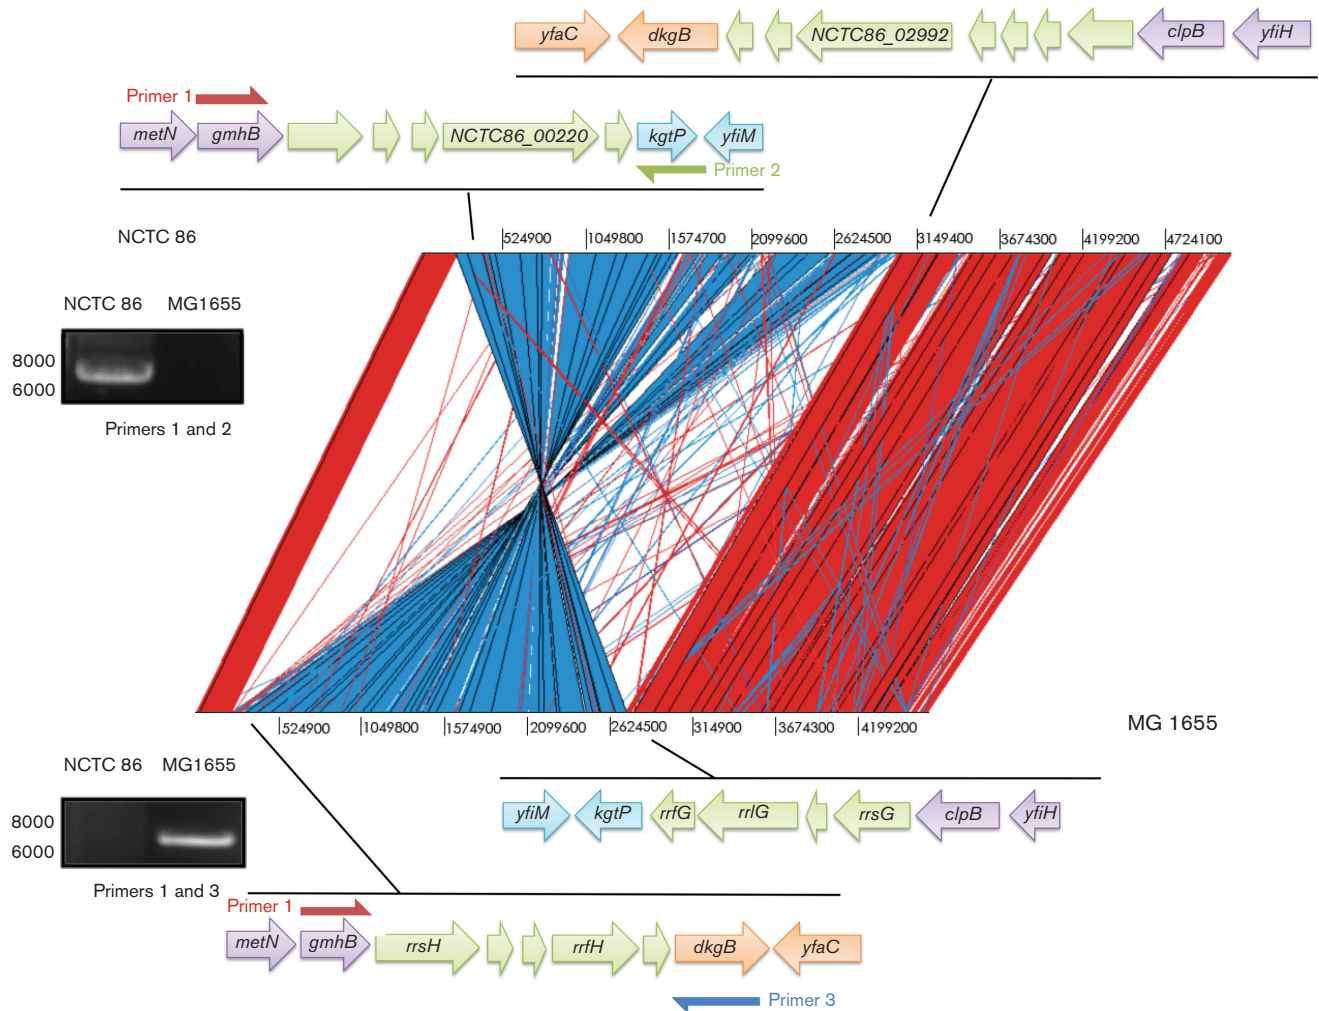 yfaC dkgB NCTC86_02992 clpB yfiH
Primer 1
metN gmhB NCTC86_00220 kgtP yfiM
Primer 2
NCTC 86
524900 1049800 1574700 2099600 2624500 3149400 3674300 4199200 4724100
NCTC 86 MG1655
8000
6000
Primers 1 and 2
524900 1049800 1574900 2099600 2624500 314900 3674300 4199200
MG 1655
NCTC 86 MG1655
8000
6000
Primers 1 and 3
yfiM kgtP rrfG rrlG rrsG clpB yfiH
Primer 1
metN gmhB rrsH rrfH dkgB yfaC
Primer 3